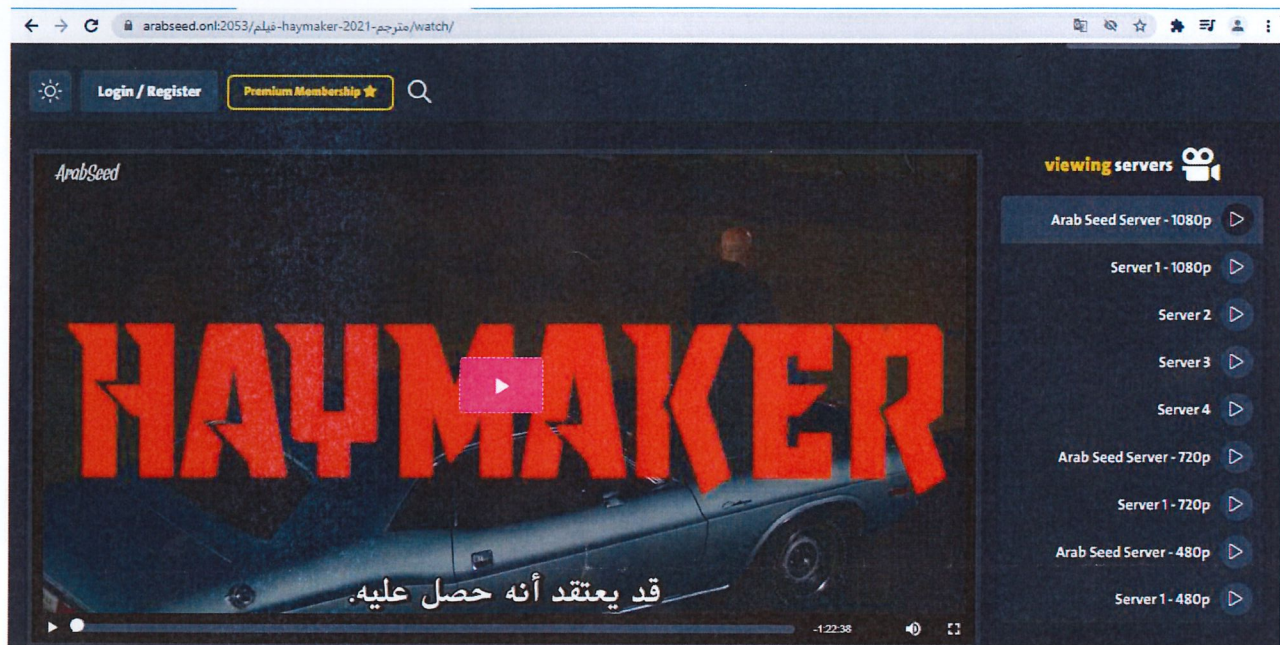 arabseed.onl:2053/فيلم-haymaker-2021-مترجم/watch/
Login / Register
Premium Membership
ArabSeed
HAYMAKER
قد يعتقد أنه حصل عليه.
-1:22:38
viewing servers
Arab Seed Server - 1080p
Server 1 - 1080p
Server 2
Server 3
Server 4
Arab Seed Server - 720p
Server 1 - 720p
Arab Seed Server - 480p
Server 1 - 480p